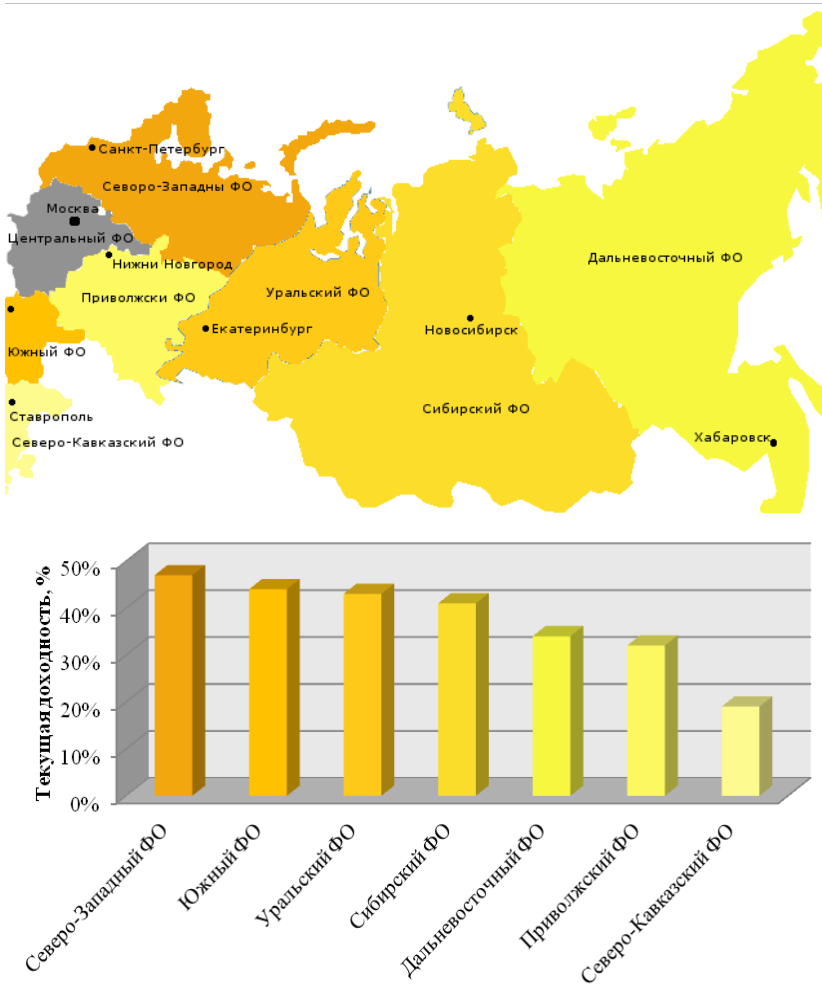 Санкт-Петербург
Северо-Западны ФО
Москва
Центральный ФО
Нижни Новгород
Дальневосточный ФО
Уральский ФО
Приволжски ФО
Екатеринбург
Новосибирск
Южный ФО
Сибирский ФО
Ставрополь
Северо-Кавказский ФО
Хабаровск
Текущая доходность, %
50%
40%
30%
20%
10%
0%
Северо-Западный ФО
Южный ФО
Уральский ФО
Сибирский ФО
Дальневосточный ФО
Приволжский ФО
Северо-Кавказский ФО